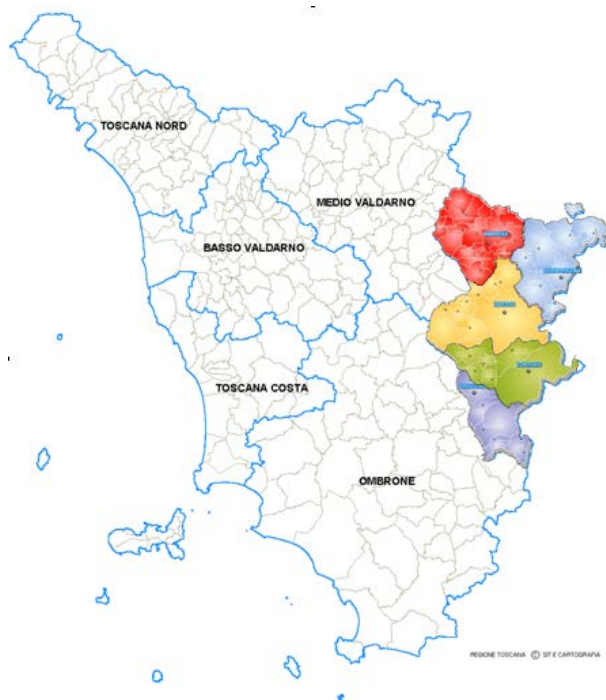 TOSCANA NORD
MEDIO VALDARNO
BASSO VALDARNO
TOSCANA COSTA
OMBRONE
REGIONE TOSCANA © SIT E CARTOGRAFIA